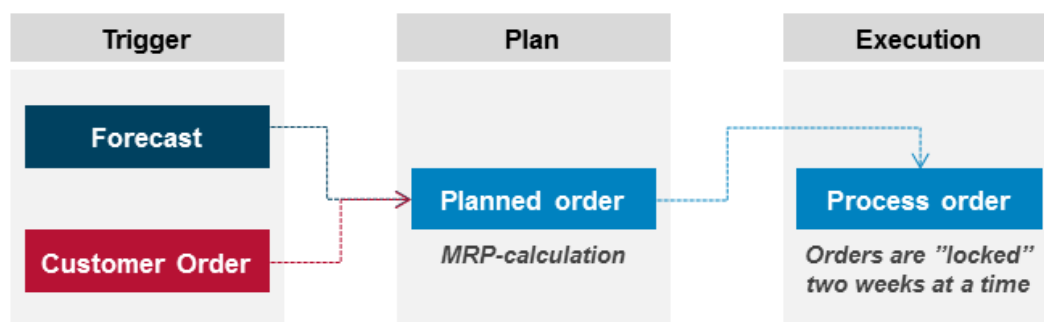 Trigger
Plan
Execution
Forecast
Customer Order
Planned order
MRP-calculation
Process order
Orders are ”locked”
two weeks at a time